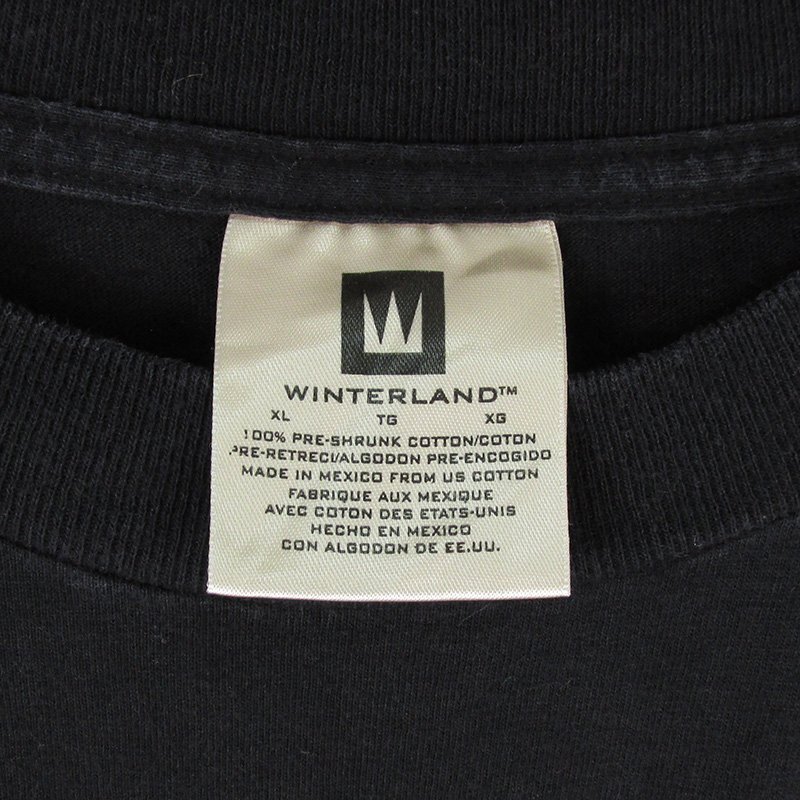 W
WINTERLAND™
XL TG XG
100% PRE-SHRUNK COTTON/COTON
PRE-RETRECI/ALGODON PRE-ENCOGIDO
MADE IN MEXICO FROM US COTTON
FABRIQUE AUX MEXIQUE
AVEC COTON DES ETATS-UNIS
HECHO EN MEXICO
CON ALGODON DE EE.UU.